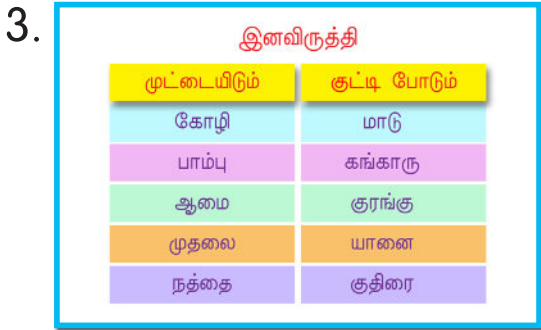 3.
இனவிருத்தி
முட்டையிடும் குட்டி போடும்
கோழி மாடு
பாம்பு கங்காரு
ஆமை குரங்கு
முதலை யானை
நத்தை குதிரை